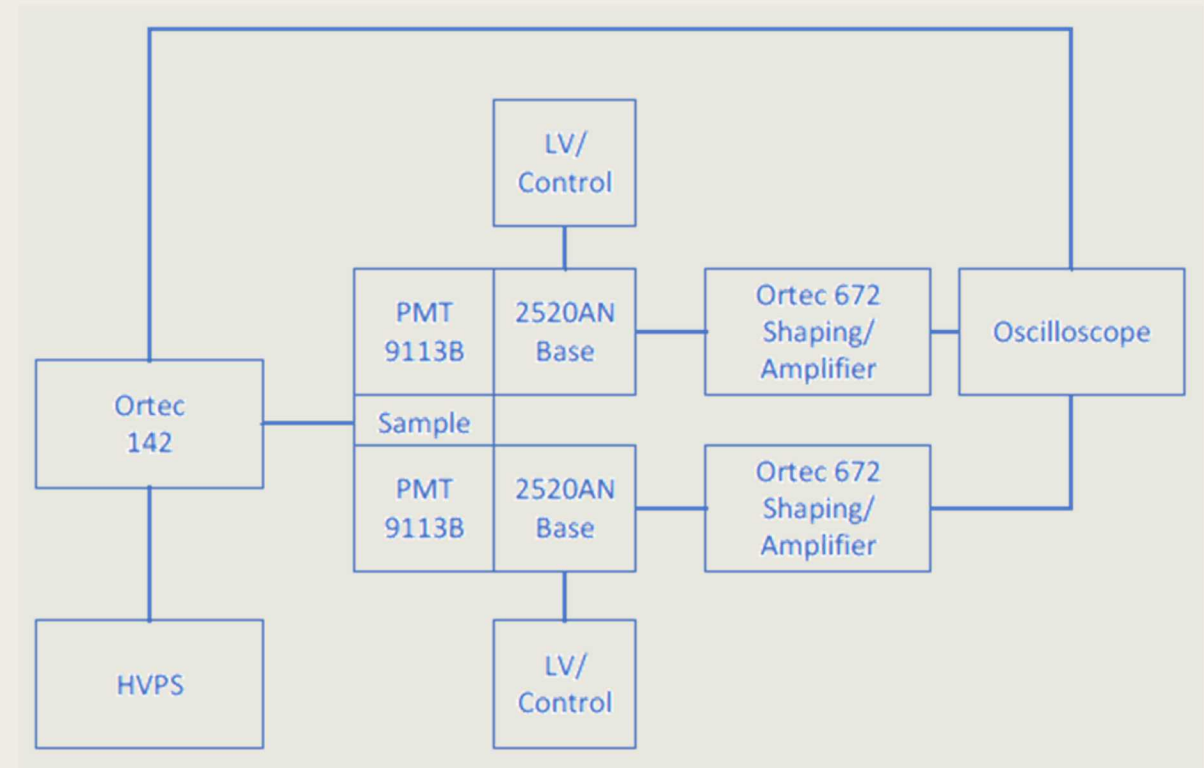 LV/
Control
PMT
9113B
2520AN
Base
Ortec 672
Shaping/
Amplifier
Oscilloscope
Ortec
142
Sample
PMT
9113B
2520AN
Base
Ortec 672
Shaping/
Amplifier
HVPS
LV/
Control